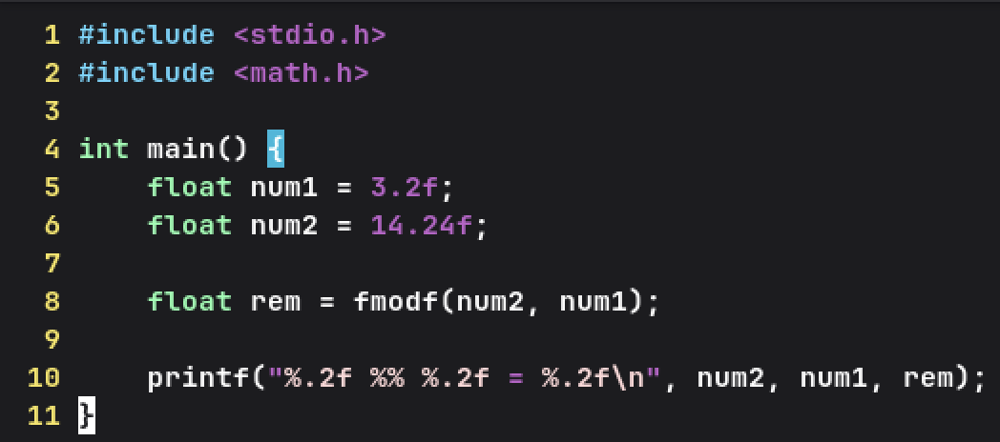 1 #include <stdio.h>
2 #include <math.h>
3
4 int main() {
5     float num1 = 3.2f;
6     float num2 = 14.24f;
7
8     float rem = fmodf(num2, num1);
9
10     printf("%.2f %% %.2f = %.2f\n", num2, num1, rem);
11 }